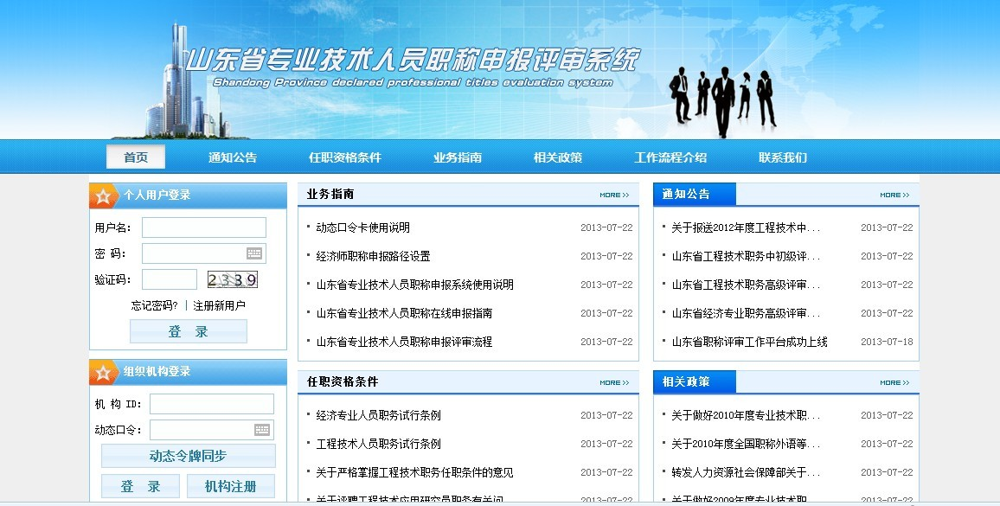 山东省专业技术人员职称申报评审系统
Shandong Province declared professional titles evaluation system
首页 通知公告 任职资格条件 业务指南 相关政策 工作流程介绍 联系我们
个人用户登录
用户名：
密 码：
验证码： 2339
忘记密码? | 注册新用户
登 录
组织机构登录
机 构 ID：
动态口令：
动态令牌同步
登 录 机构注册
业务指南 MORE >>
动态口令卡使用说明 2013-07-22
经济师职称申报路径设置 2013-07-22
山东省专业技术人员职称申报系统使用说明 2013-07-22
山东省专业技术人员职称在线申报指南 2013-07-22
山东省专业技术人员职称申报评审流程 2013-07-22
任职资格条件 MORE >>
经济专业人员职务试行条例 2013-07-22
工程技术人员职务试行条例 2013-07-22
关于严格掌握工程技术职务任职条件的意见 2013-07-22
关于评聘工程技术应用研究员职务有关问 2013-07-22
通知公告 MORE >>
关于报送2012年度工程技术中... 2013-07-22
山东省工程技术职务中初级评... 2013-07-22
山东省工程技术职务高级评审... 2013-07-22
山东省经济专业职务高级评审... 2013-07-22
山东省职称评审工作平台成功上线 2013-07-18
相关政策 MORE >>
关于做好2010年度专业技术职... 2013-07-22
关于2010年度全国职称外语等... 2013-07-22
转发人力资源社会保障部关于... 2013-07-22
关于做好2009年度专业技术职... 2013-07-22